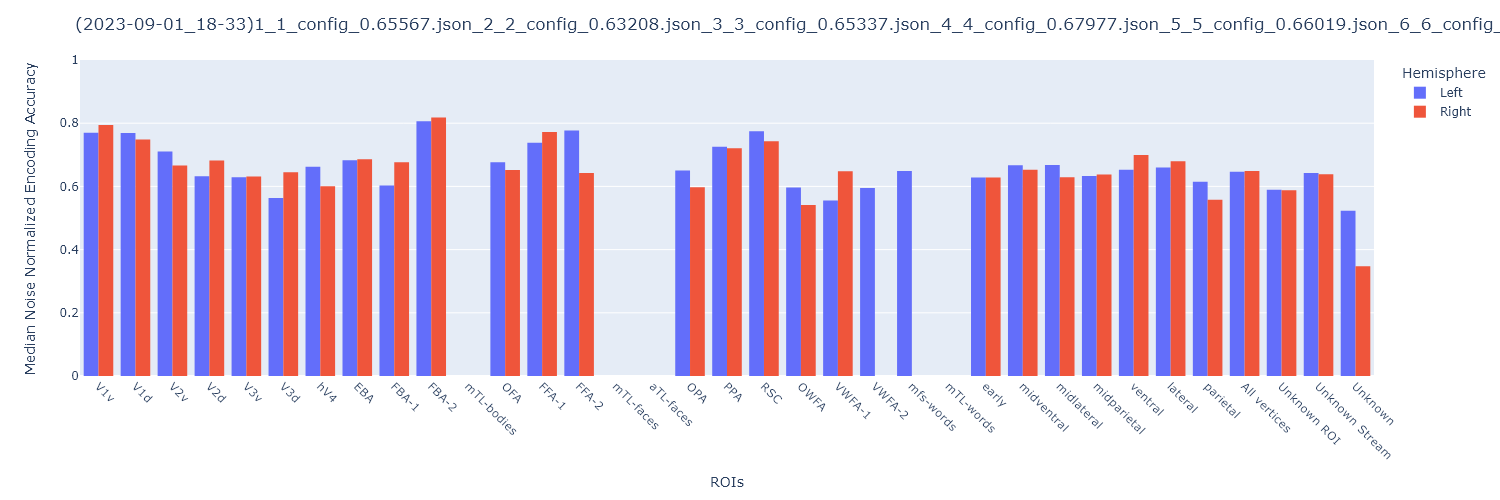 (2023-09-01_18-33)1_1_config_0.65567.json_2_2_config_0.63208.json_3_3_config_0.65337.json_4_4_config_0.67977.json_5_5_config_0.66019.json_6_6_config_
Median Noise Normalized Encoding Accuracy
1
0.8
0.6
0.4
0.2
0
V1v
V1d
V2v
V2d
V3v
V3d
hV4
EBA
FBA-1
FBA-2
mTL-bodies
OFA
FFA-1
FFA-2
mTL-faces
aTL-faces
OPA
PPA
RSC
OWFA
VWFA-1
VWFA-2
mfs-words
mTL-words
early
midventral
midlateral
midparietal
ventral
lateral
parietal
All vertices
Unknown ROI
Unknown Stream
Unknown
ROIs
Hemisphere
Left
Right